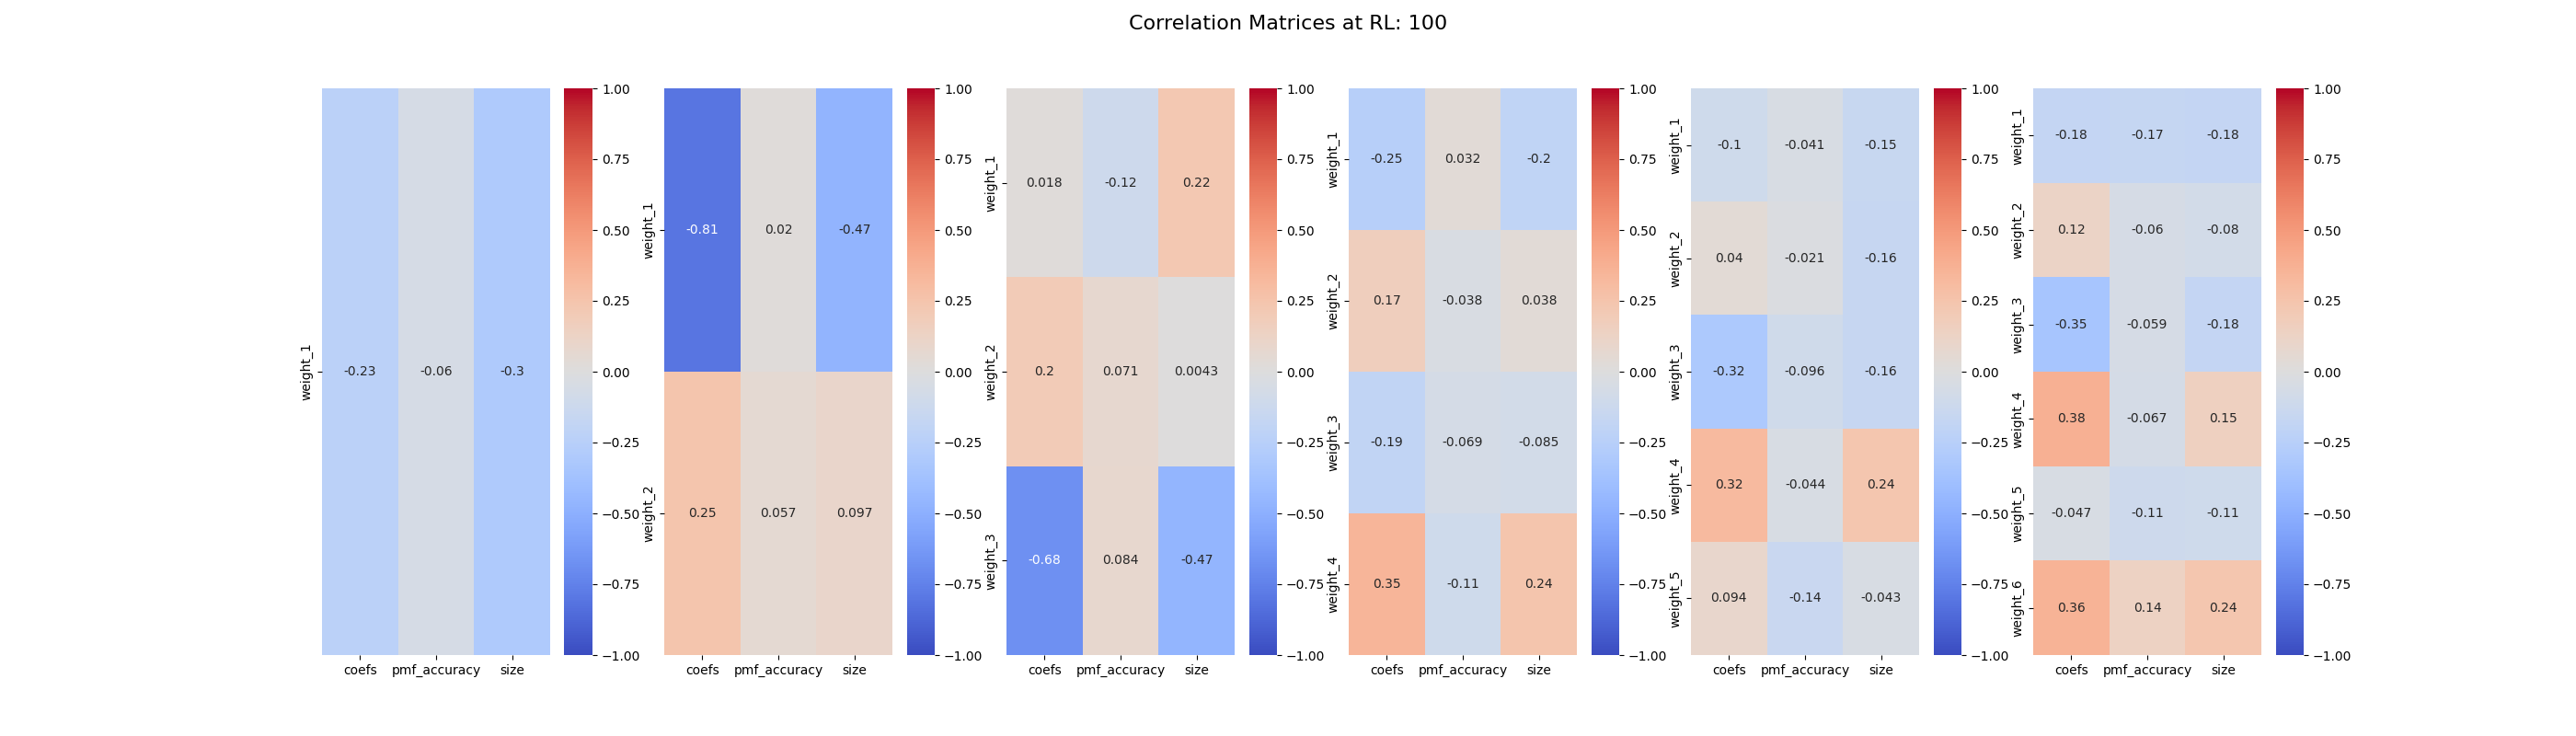 Correlation Matrices at RL: 100
weight_1
-0.23 -0.06 -0.3
coefs pmf_accuracy size
1.00
0.75
0.50
0.25
0.00
−0.25
−0.50
−0.75
−1.00
weight_1
-0.81 0.02 -0.47
weight_2
0.25 0.057 0.097
coefs pmf_accuracy size
1.00
0.75
0.50
0.25
0.00
−0.25
−0.50
−0.75
−1.00
weight_1
0.018 -0.12 0.22
weight_2
0.2 0.071 0.0043
weight_3
-0.68 0.084 -0.47
coefs pmf_accuracy size
1.00
0.75
0.50
0.25
0.00
−0.25
−0.50
−0.75
−1.00
weight_1
-0.25 0.032 -0.2
weight_2
0.17 -0.038 0.038
weight_3
-0.19 -0.069 -0.085
weight_4
0.35 -0.11 0.24
coefs pmf_accuracy size
1.00
0.75
0.50
0.25
0.00
−0.25
−0.50
−0.75
−1.00
weight_1
-0.1 -0.041 -0.15
weight_2
0.04 -0.021 -0.16
weight_3
-0.32 -0.096 -0.16
weight_4
0.32 -0.044 0.24
weight_5
0.094 -0.14 -0.043
coefs pmf_accuracy size
1.00
0.75
0.50
0.25
0.00
−0.25
−0.50
−0.75
−1.00
weight_1
-0.18 -0.17 -0.18
weight_2
0.12 -0.06 -0.08
weight_3
-0.35 -0.059 -0.18
weight_4
0.38 -0.067 0.15
weight_5
-0.047 -0.11 -0.11
weight_6
0.36 0.14 0.24
coefs pmf_accuracy size
1.00
0.75
0.50
0.25
0.00
−0.25
−0.50
−0.75
−1.00